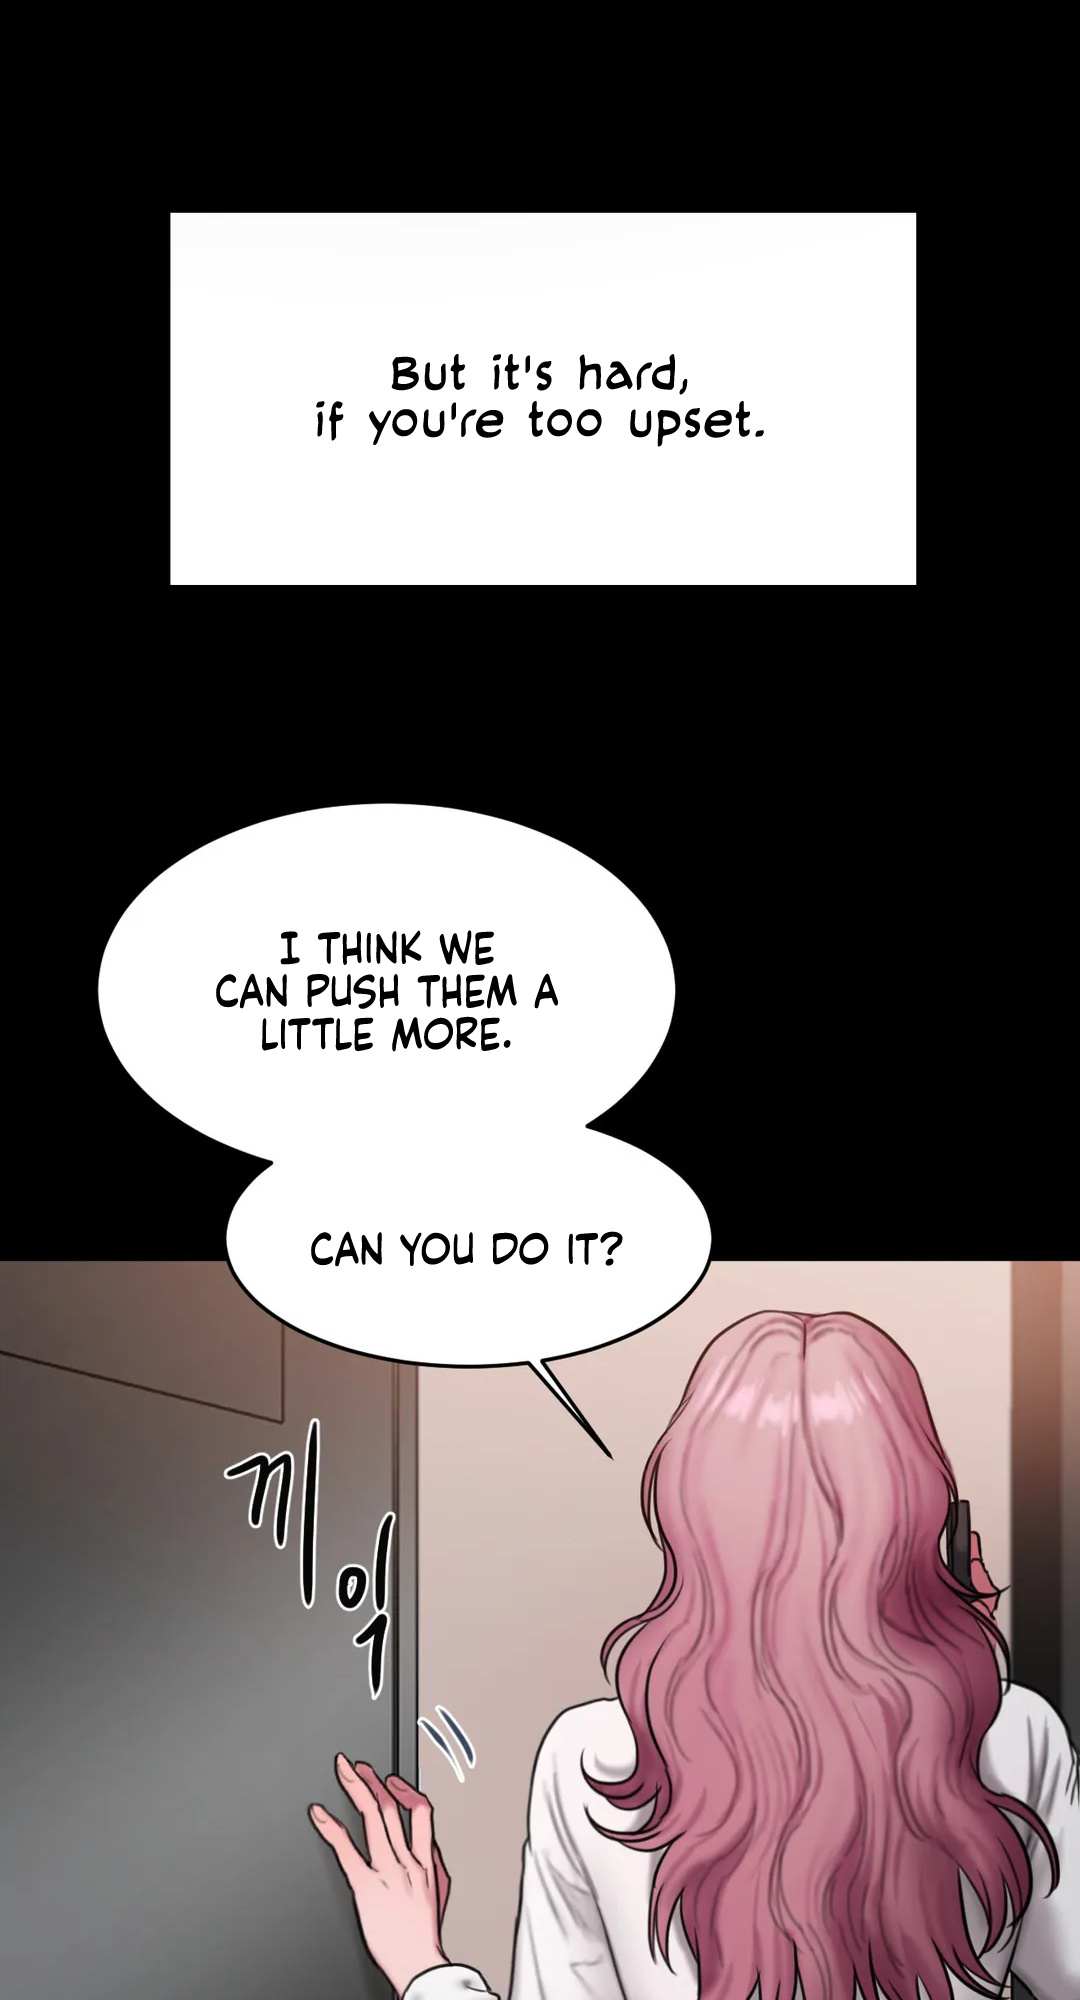 But it's hard,
if you're too upset.
I THINK WE
CAN PUSH THEM A
LITTLE MORE.
CAN YOU DO IT?
끼익